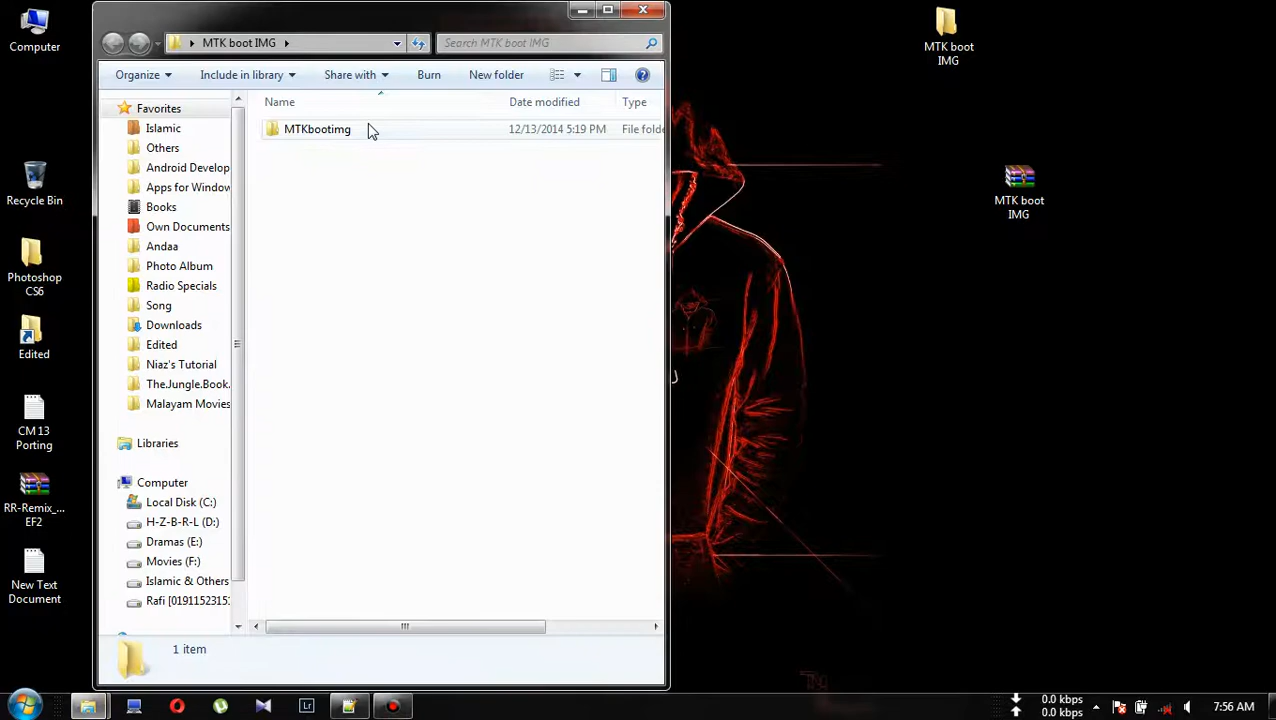 Computer
Recycle Bin
Photoshop
CS6
Edited
CM 13
Porting
RR-Remix_...
EF2
New Text
Document
MTK boot IMG
Search MTK boot IMG
Organize
Include in library
Share with
Burn
New folder
Name
Date modified
Type
MTKbootimg
12/13/2014 5:19 PM
File folde
Favorites
Islamic
Others
Android Develop
Apps for Window
Books
Own Documents
Andaa
Photo Album
Radio Specials
Song
Downloads
Edited
Niaz's Tutorial
The.Jungle.Book.
Malayam Movies
Libraries
Computer
Local Disk (C:)
H-Z-B-R-L (D:)
Dramas (E:)
Movies (F:)
Islamic & Others
Rafi [0191152315
1 item
MTK boot
IMG
MTK boot
IMG
Lr
0.0 kbps
0.0 kbps
7:56 AM